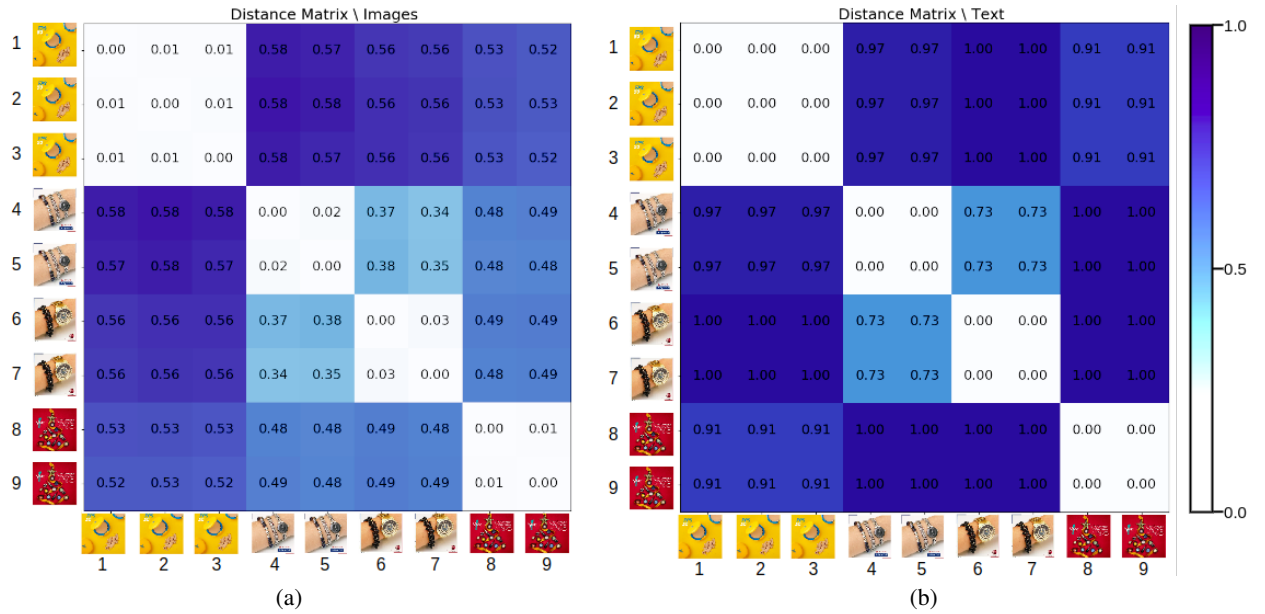 Distance Matrix \ Images
1 0.00 0.01 0.01 0.58 0.57 0.56 0.56 0.53 0.52
2 0.01 0.00 0.01 0.58 0.58 0.56 0.56 0.53 0.53
3 0.01 0.01 0.00 0.58 0.57 0.56 0.56 0.53 0.52
4 0.58 0.58 0.58 0.00 0.02 0.37 0.34 0.48 0.49
5 0.57 0.58 0.57 0.02 0.00 0.38 0.35 0.48 0.48
6 0.56 0.56 0.56 0.37 0.38 0.00 0.03 0.49 0.49
7 0.56 0.56 0.56 0.34 0.35 0.03 0.00 0.48 0.49
8 0.53 0.53 0.53 0.48 0.48 0.49 0.48 0.00 0.01
9 0.52 0.53 0.52 0.49 0.48 0.49 0.49 0.01 0.00
1 2 3 4 5 6 7 8 9
(a)
Distance Matrix \ Text
1 0.00 0.00 0.00 0.97 0.97 1.00 1.00 0.91 0.91
2 0.00 0.00 0.00 0.97 0.97 1.00 1.00 0.91 0.91
3 0.00 0.00 0.00 0.97 0.97 1.00 1.00 0.91 0.91
4 0.97 0.97 0.97 0.00 0.00 0.73 0.73 1.00 1.00
5 0.97 0.97 0.97 0.00 0.00 0.73 0.73 1.00 1.00
6 1.00 1.00 1.00 0.73 0.73 0.00 0.00 1.00 1.00
7 1.00 1.00 1.00 0.73 0.73 0.00 0.00 1.00 1.00
8 0.91 0.91 0.91 1.00 1.00 1.00 1.00 0.00 0.00
9 0.91 0.91 0.91 1.00 1.00 1.00 1.00 0.00 0.00
1 2 3 4 5 6 7 8 9
(b)
1.0
0.5
0.0